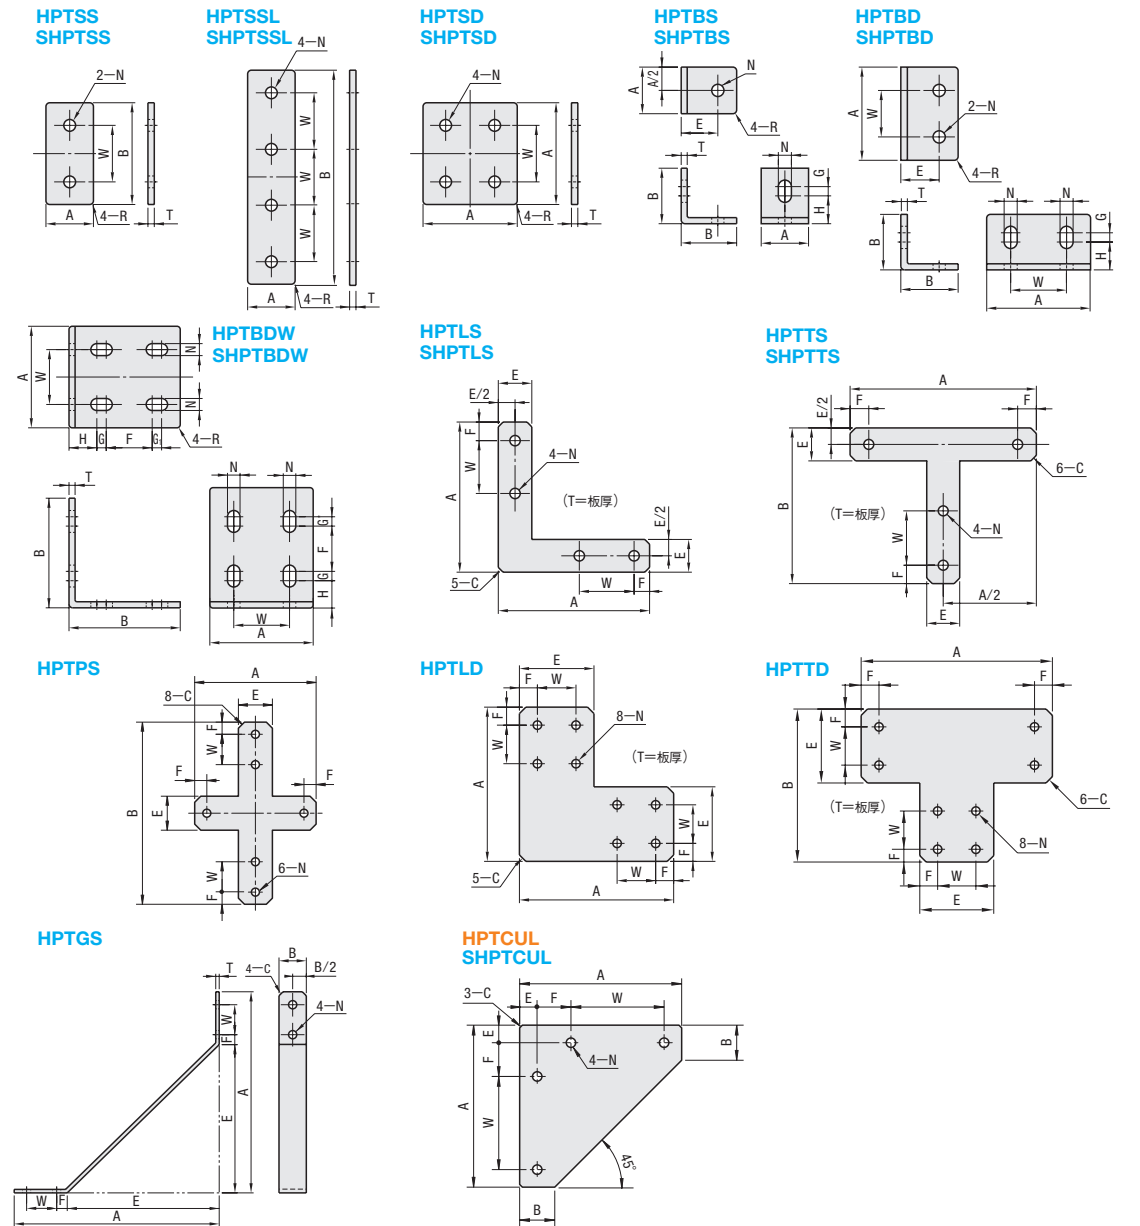 HPTSS
SHPTSS
2-N
W
B
A
4-R
T
HPTSSL
SHPTSSL
4-N
W
W
W
B
A
4-R
T
HPTSD
SHPTSD
4-N
W
A
A
4-R
T
HPTBS
SHPTBS
A
A/2
N
E
4-R
T
B
B
N
G
H
A
HPTBD
SHPTBD
A
W
2-N
E
4-R
T
B
B
N
N
G
H
W
A
HPTBDW
SHPTBDW
A
W
N
N
H
G
F
G₁
4-R
T
B
B
N
N
G
F
G
H
W
A
HPTLS
SHPTLS
E
E/2
F
W
A
4-N
(T=板厚)
E/2
E
5-C
W
F
A
HPTTS
SHPTTS
A
F
F
E/2
E
6-C
B
(T=板厚)
4-N
W
F
A/2
E
HPTPS
A
8-C
E
F
W
F
F
B
E
W
F
6-N
HPTLD
E
F
W
F
W
8-N
A
(T=板厚)
W
E
F
5-C
W
F
A
HPTTD
A
F
F
F
W
E
B
(T=板厚)
6-C
W
F
8-N
F
W
E
HPTGS
T
4-C
B
B/2
W
F
4-N
A
E
W
F
E
A
HPTCUL
SHPTCUL
A
3-C
E
F
W
E
F
4-N
B
A
W
45°
B